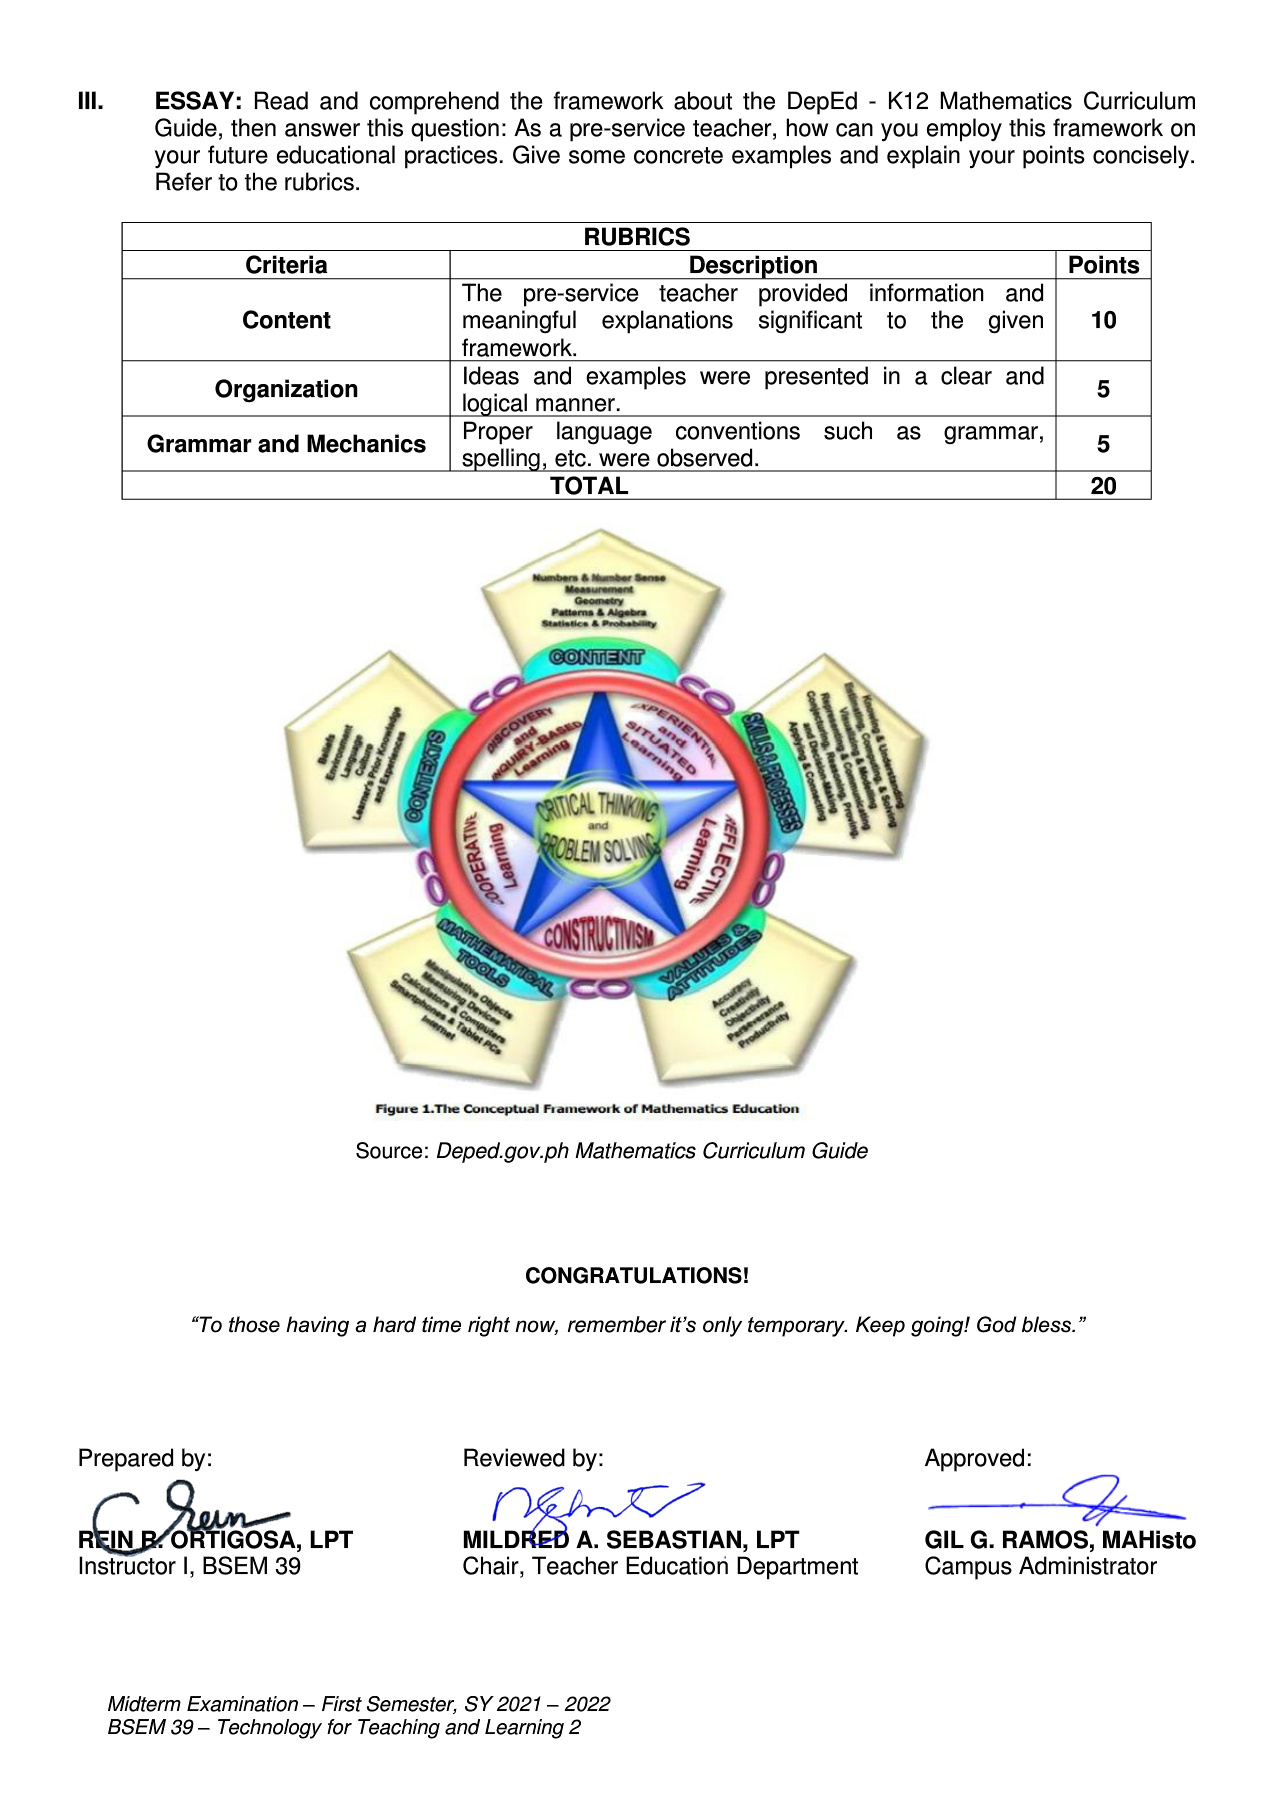 III. ESSAY: Read and comprehend the framework about the DepEd - K12 Mathematics Curriculum
Guide, then answer this question: As a pre-service teacher, how can you employ this framework on
your future educational practices. Give some concrete examples and explain your points concisely.
Refer to the rubrics.
RUBRICS
Criteria Description Points
Content
The pre-service teacher provided information and
meaningful explanations significant to the given
framework.
10
Organization
Ideas and examples were presented in a clear and
logical manner.
5
Grammar and Mechanics
Proper language conventions such as grammar,
spelling, etc. were observed.
5
TOTAL 20
Numbers & Number Sense
Measurement
Geometry
Patterns & Algebra
Statistics & Probability
CONTENT
Beliefs
Environment
Language
Culture
Learner's Prior Knowledge
and Experiences
CONTEXTS
Knowing & Understanding
Estimating, Computing, & Solving
Visualizing & Modelling
Representing & Communicating
Conjecturing, Reasoning, Proving,
and Decision-Making
Applying & Connecting
SKILLS & PROCESSES
DISCOVERY
and
INQUIRY-BASED
Learning
EXPERIENTIAL
and
SITUATED
Learning
CRITICAL THINKING
and
PROBLEM SOLVING
COOPERATIVE
Learning
REFLECTIVE
Learning
CONSTRUCTIVISM
MATHEMATICAL
TOOLS
Manipulative Objects
Measuring Devices
Calculators & Computers
Smartphones & Tablet PCs
Internet
VALUES &
ATTITUDES
Accuracy
Creativity
Objectivity
Perseverance
Productivity
Figure 1.The Conceptual Framework of Mathematics Education
Source: Deped.gov.ph Mathematics Curriculum Guide
CONGRATULATIONS!
“To those having a hard time right now, remember it’s only temporary. Keep going! God bless.”
Prepared by: Reviewed by: Approved:
Rein
REIN R. ORTIGOSA, LPT MILDRED A. SEBASTIAN, LPT GIL G. RAMOS, MAHisto
Instructor I, BSEM 39 Chair, Teacher Education Department Campus Administrator
Midterm Examination – First Semester, SY 2021 – 2022
BSEM 39 – Technology for Teaching and Learning 2